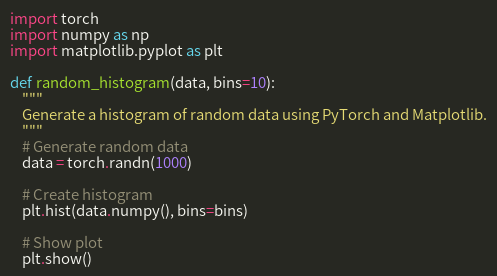 import torch
import numpy as np
import matplotlib.pyplot as plt

def random_histogram(data, bins=10):
    """
    Generate a histogram of random data using PyTorch and Matplotlib.
    """
    # Generate random data
    data = torch.randn(1000)

    # Create histogram
    plt.hist(data.numpy(), bins=bins)

    # Show plot
    plt.show()